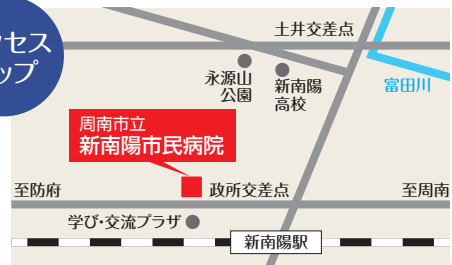 クセス
ップ
土井交差点
永源山
公園
新南陽
高校
富田川
周南市立
新南陽市民病院
至防府
政所交差点
至周南
学び・交流プラザ
新南陽駅